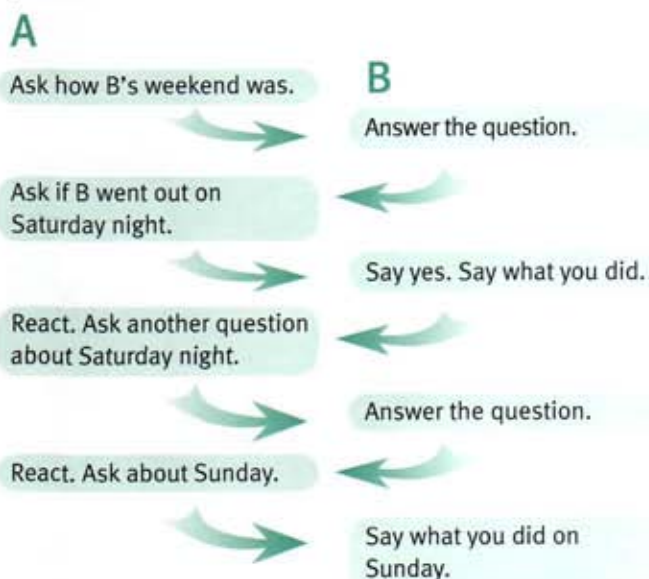 A
Ask how B's weekend was.
B
Answer the question.
Ask if B went out on
Saturday night.
Say yes. Say what you did.
React. Ask another question
about Saturday night.
Answer the question.
React. Ask about Sunday.
Say what you did on
Sunday.